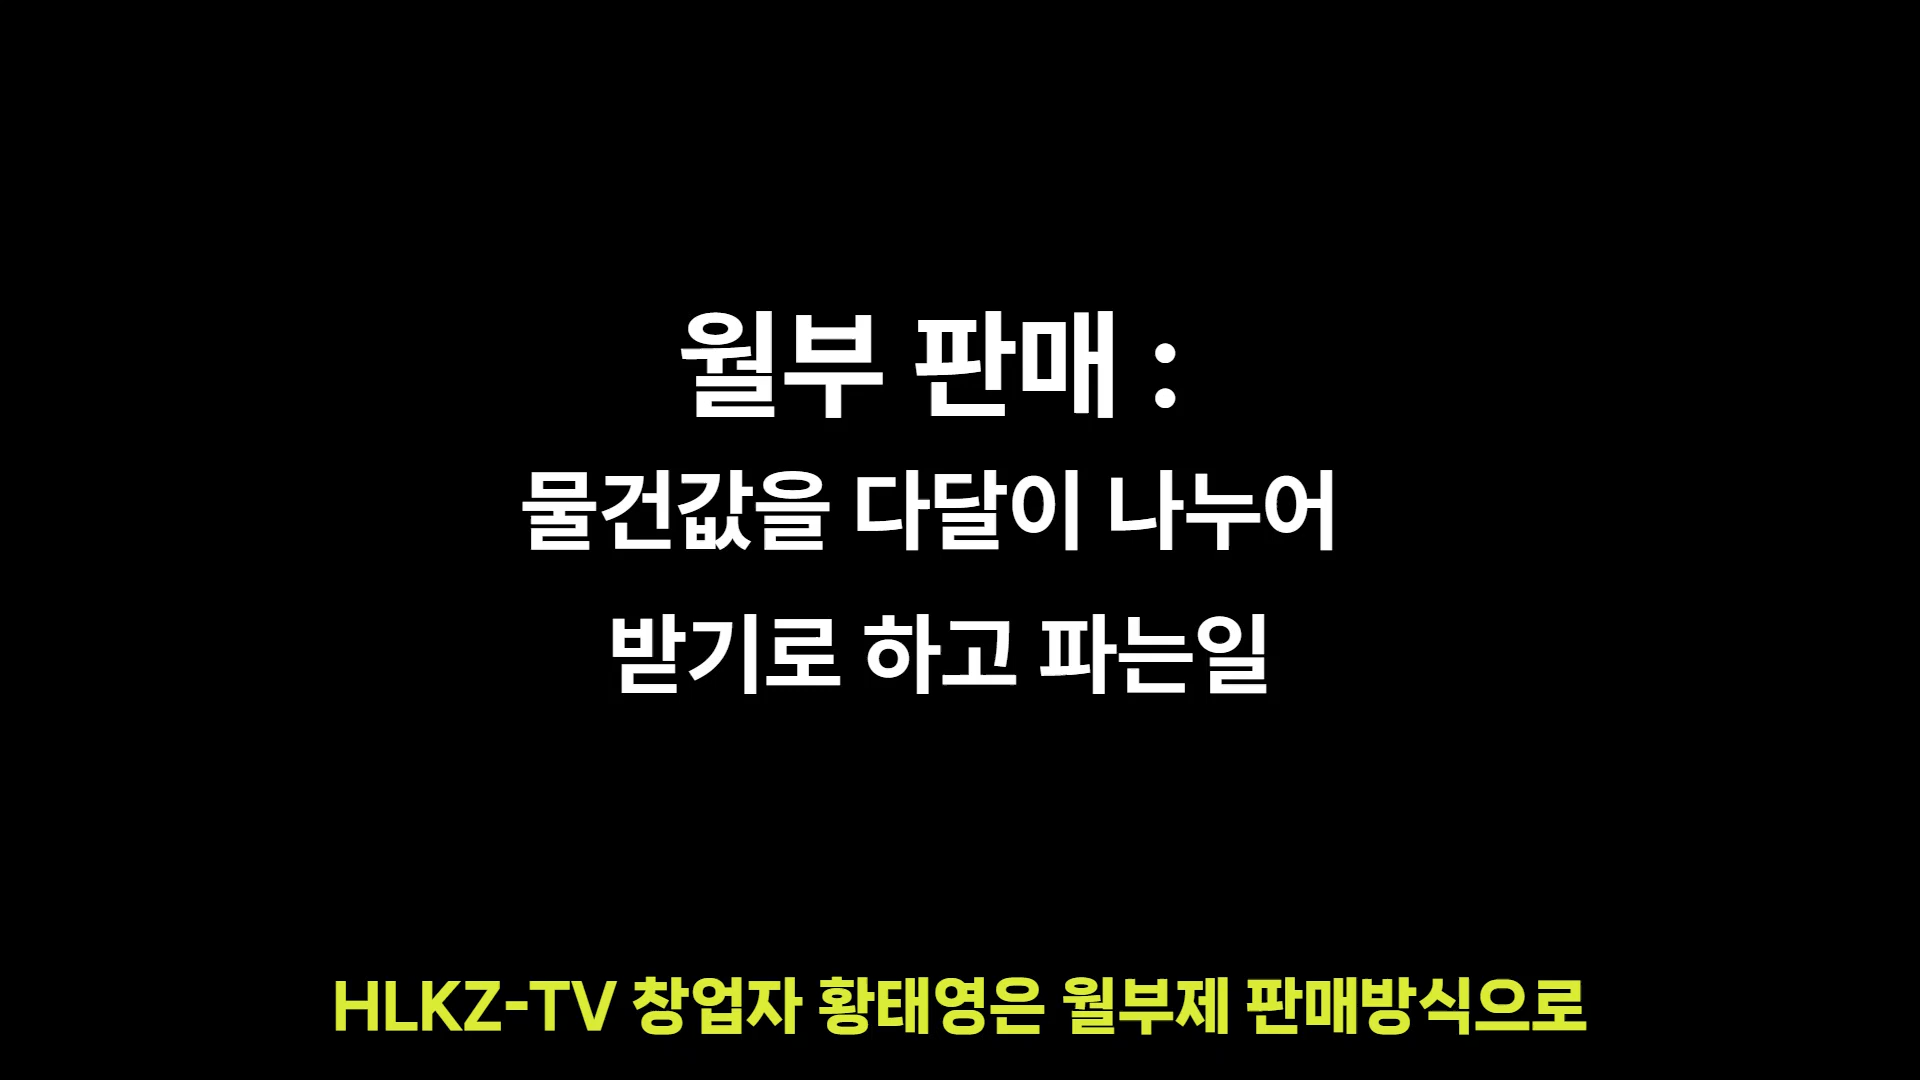 월부 판매 :
물건값을 다달이 나누어
받기로 하고 파는일
HLKZ-TV 창업자 황태영은 월부제 판매방식으로